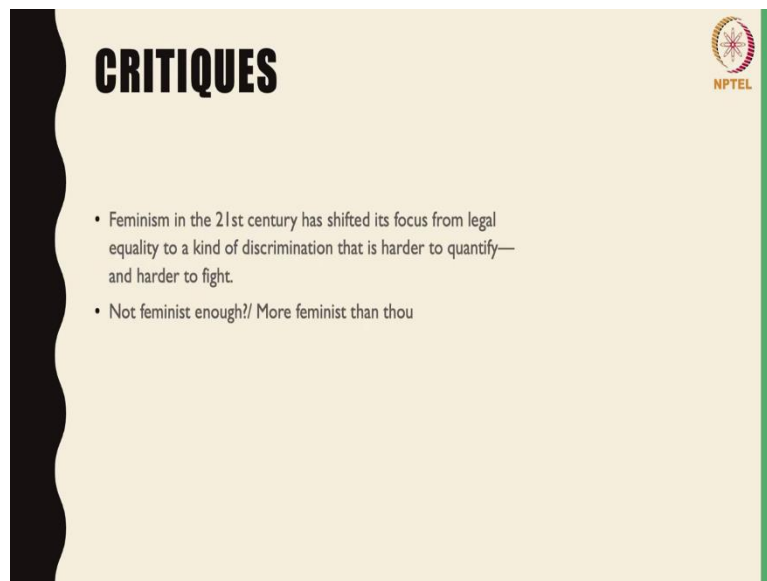 CRITIQUES
NPTEL
• Feminism in the 21st century has shifted its focus from legal
equality to a kind of discrimination that is harder to quantify—
and harder to fight.
• Not feminist enough?/ More feminist than thou